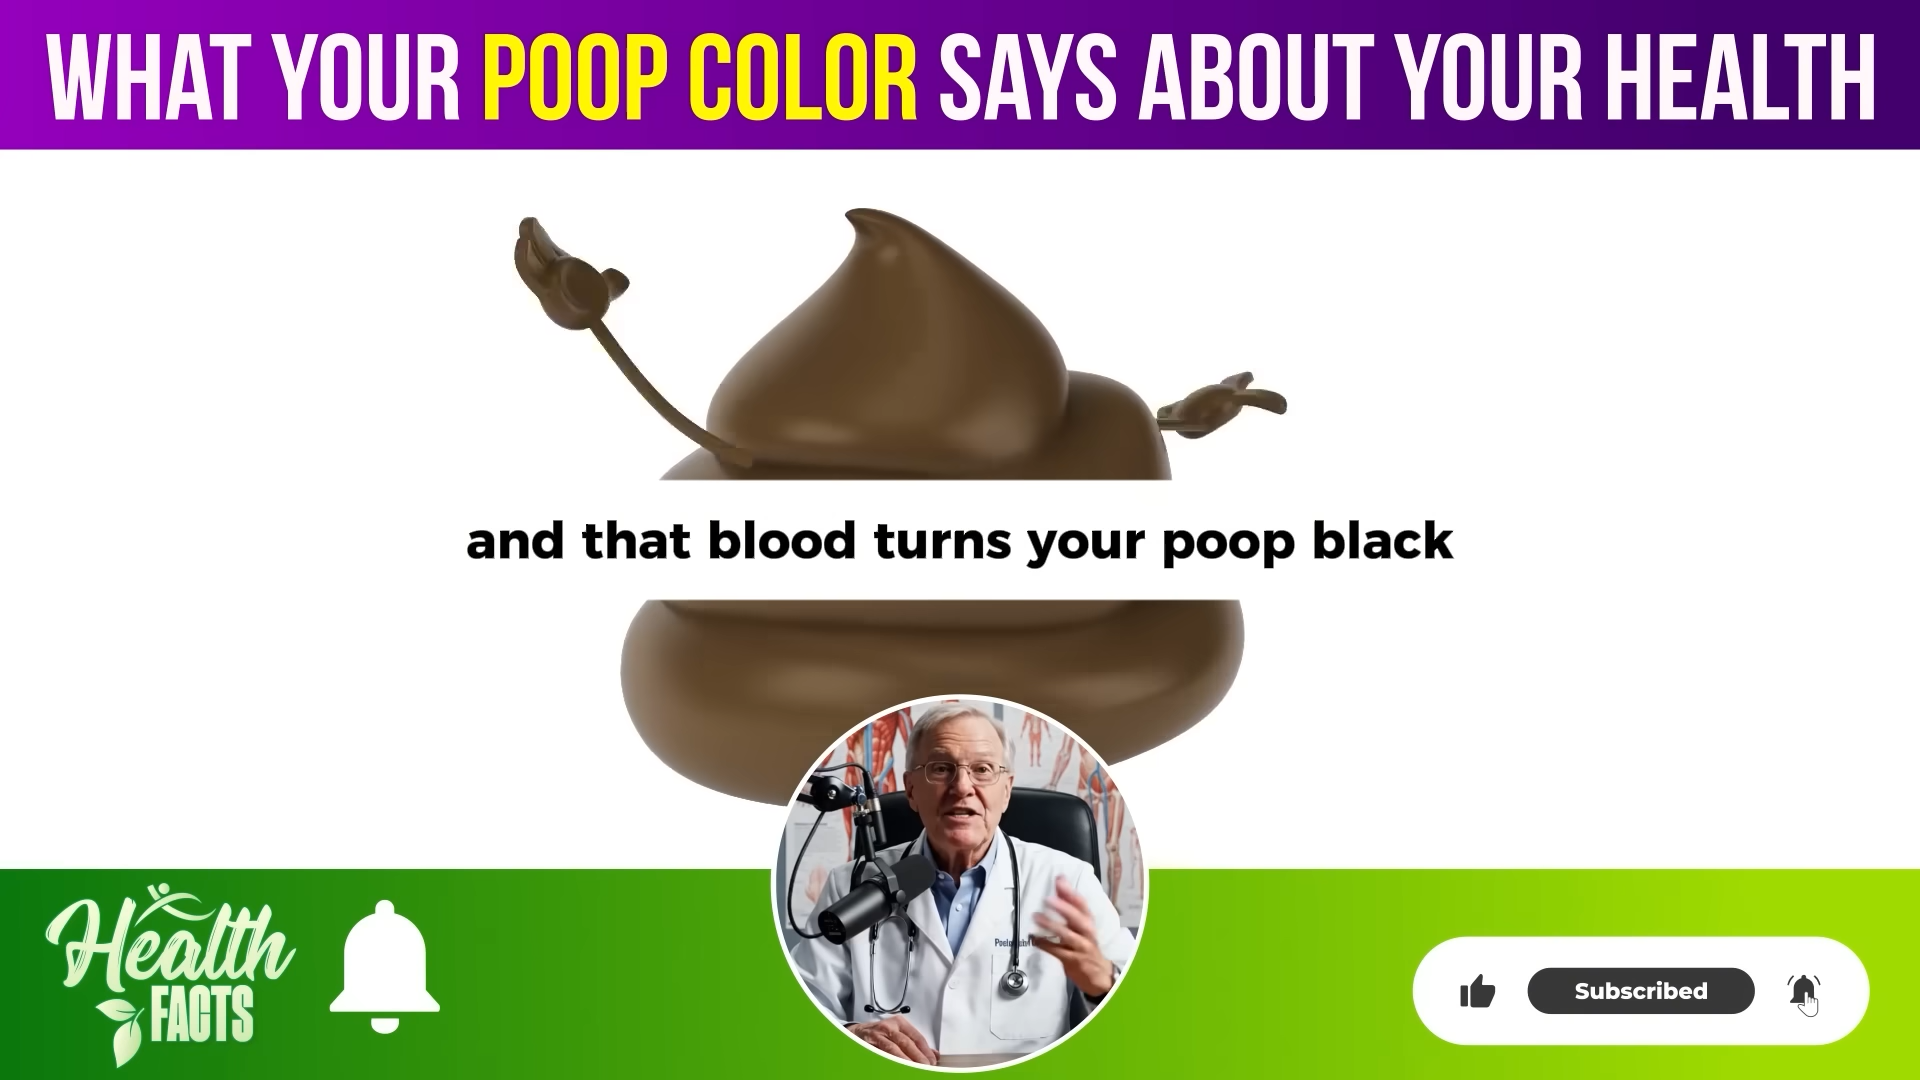 WHAT YOUR POOP COLOR SAYS ABOUT YOUR HEALTH
and that blood turns your poop black
Health
FACTS
Subscribed